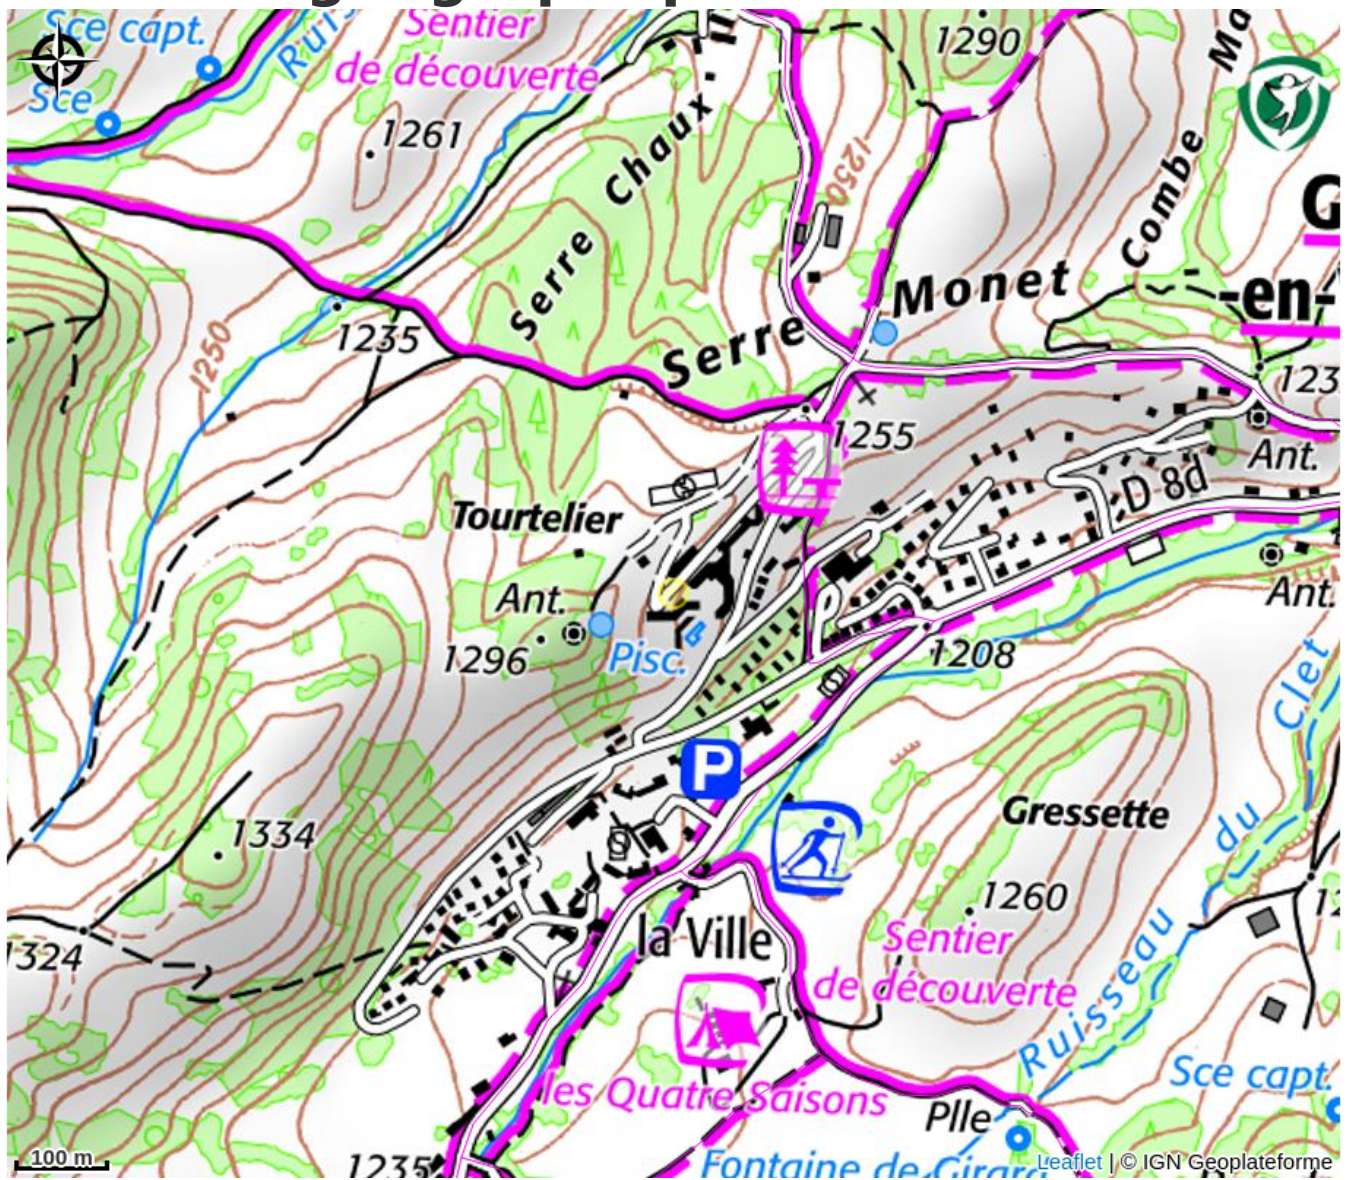 Sce capt.
Ruis
Sentier
de découverte
1290
Sce
1261
Serre Chaux
1250
Combe Ma
G
-en-
Monet
1235
1250
Serre
123
1255
Ant.
D 8d
Tourtelier
Ant.
Ant.
1296
Pisc.
1208
P
Ruisseau du Clet
Gressette
1334
1260
1324
la Ville
Sentier
de découverte
Sce capt.
les Quatre Saisons
Plle
1235
Fontaine de Girard
100 m
Leaflet | © IGN Geoplateforme